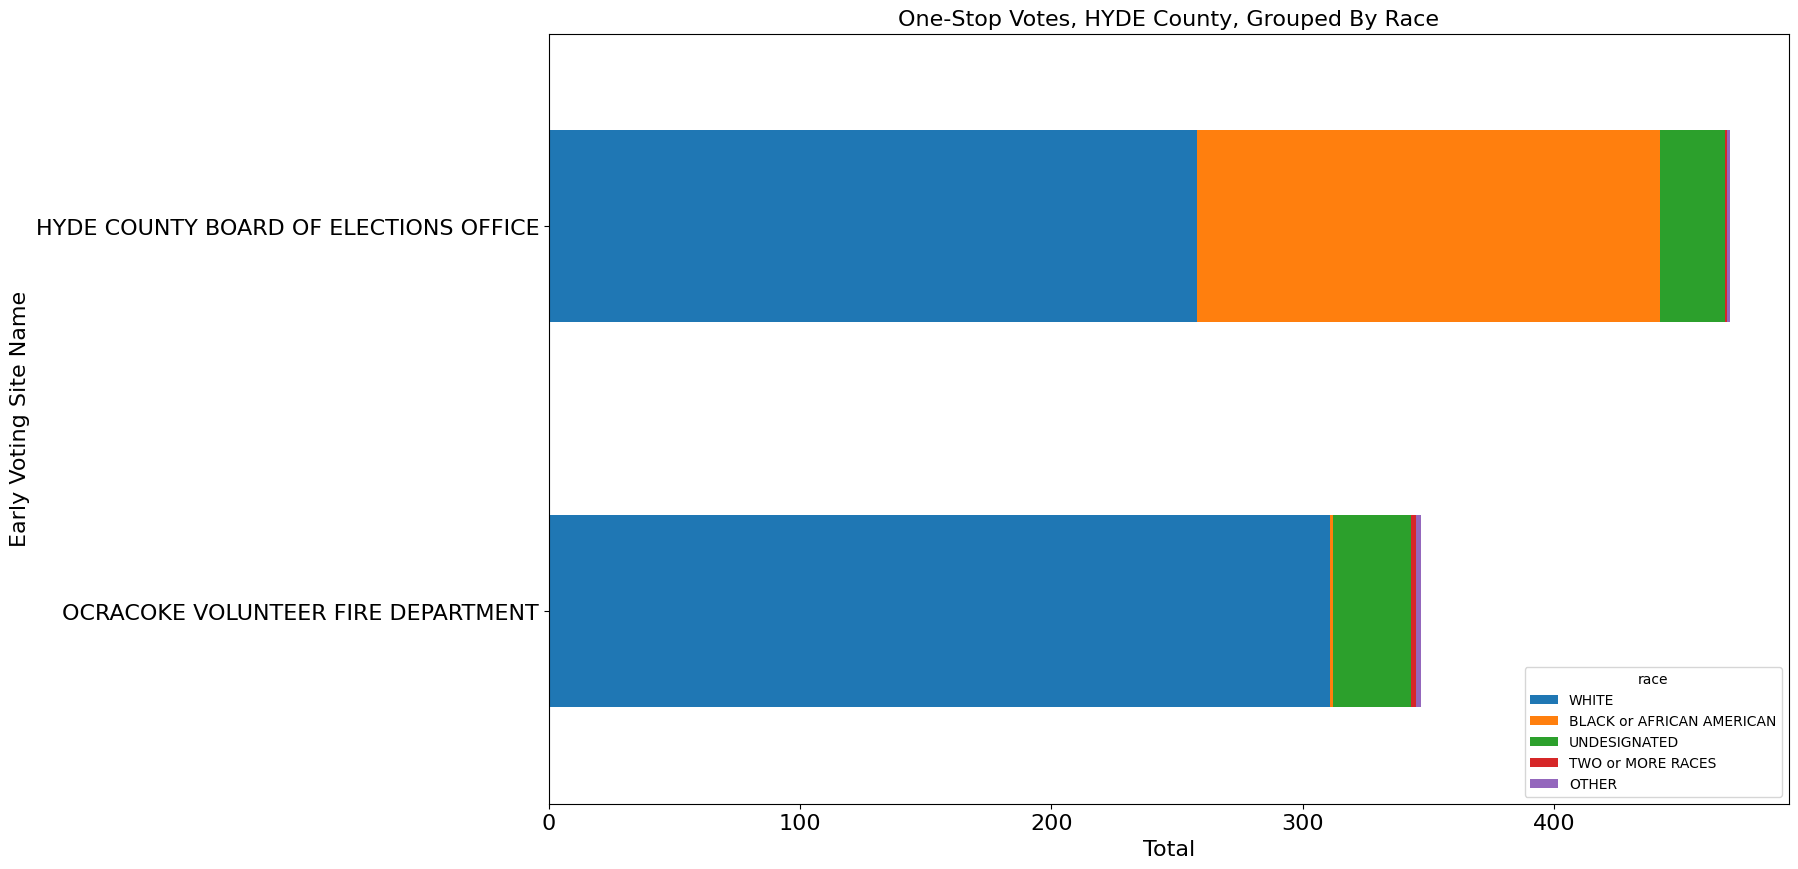 One-Stop Votes, HYDE County, Grouped By Race
Early Voting Site Name
HYDE COUNTY BOARD OF ELECTIONS OFFICE
OCRACOKE VOLUNTEER FIRE DEPARTMENT
race
WHITE
BLACK or AFRICAN AMERICAN
UNDESIGNATED
TWO or MORE RACES
OTHER
0 100 200 300 400
Total